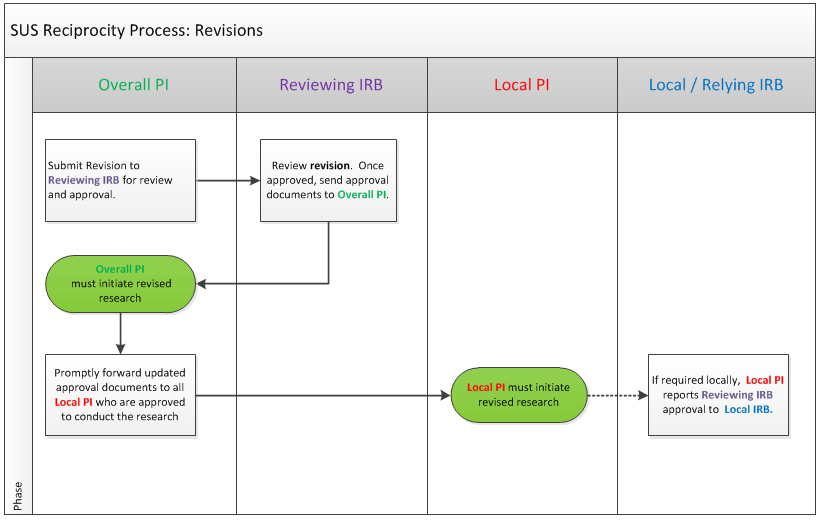 SUS Reciprocity Process: Revisions
Overall PI
Reviewing IRB
Local PI
Local / Relying IRB
Submit Revision to
Reviewing IRB for review
and approval.
Review revision.  Once
approved, send approval
documents to Overall PI.
Overall PI
must initiate revised
research
Promptly forward updated
approval documents to all
Local PI who are approved
to conduct the research
Local PI must initiate
revised research
If required locally,  Local PI
reports Reviewing IRB
approval to  Local IRB.
Phase